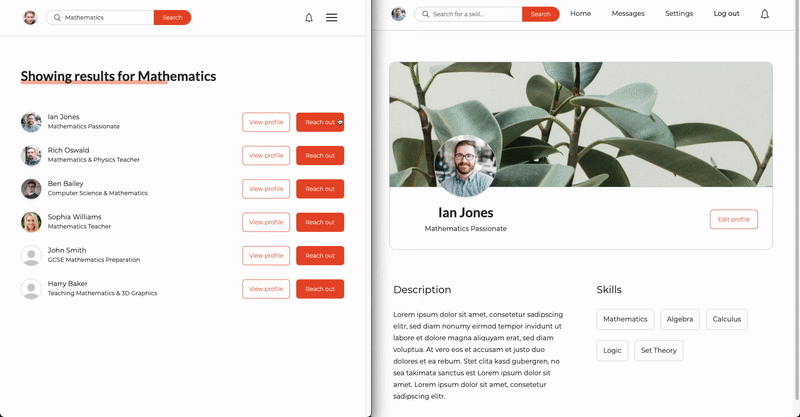 Mathematics
Search
Showing results for Mathematics
Ian Jones
Mathematics Passionate
View profile
Reach out
Rich Oswald
Mathematics & Physics Teacher
View profile
Reach out
Ben Bailey
Computer Science & Mathematics
View profile
Reach out
Sophia Williams
Mathematics Teacher
View profile
Reach out
John Smith
GCSE Mathematics Preparation
View profile
Reach out
Harry Baker
Teaching Mathematics & 3D Graphics
View profile
Reach out
Search for a skill...
Search
Home
Messages
Settings
Log out
Ian Jones
Mathematics Passionate
Edit profile
Description
Lorem ipsum dolor sit amet, consetetur sadipscing
elitr, sed diam nonumy eirmod tempor invidunt ut
labore et dolore magna aliquyam erat, sed diam
voluptua. At vero eos et accusam et justo duo
dolores et ea rebum. Stet clita kasd gubergren, no
sea takimata sanctus est Lorem ipsum dolor sit
amet. Lorem ipsum dolor sit amet, consetetur
sadipscing elitr.
Skills
Mathematics
Algebra
Calculus
Logic
Set Theory